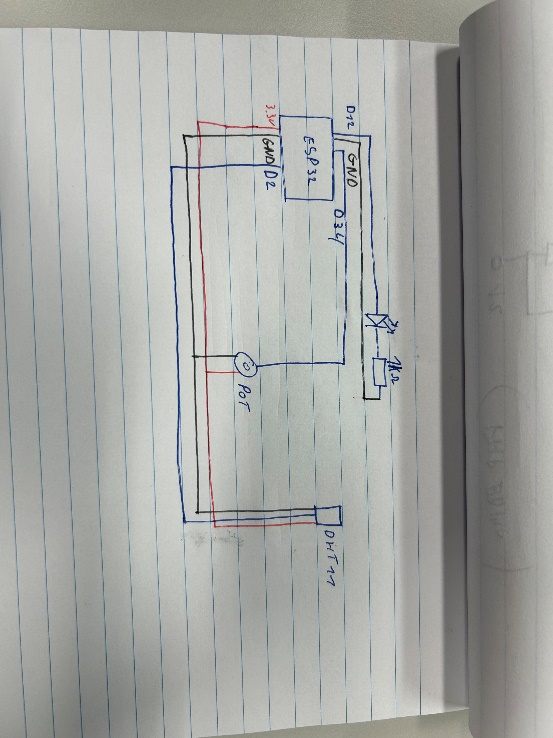 D12
3.3V
ESP32
GND
GND
D2
D34
1kΩ
POT
DHT11